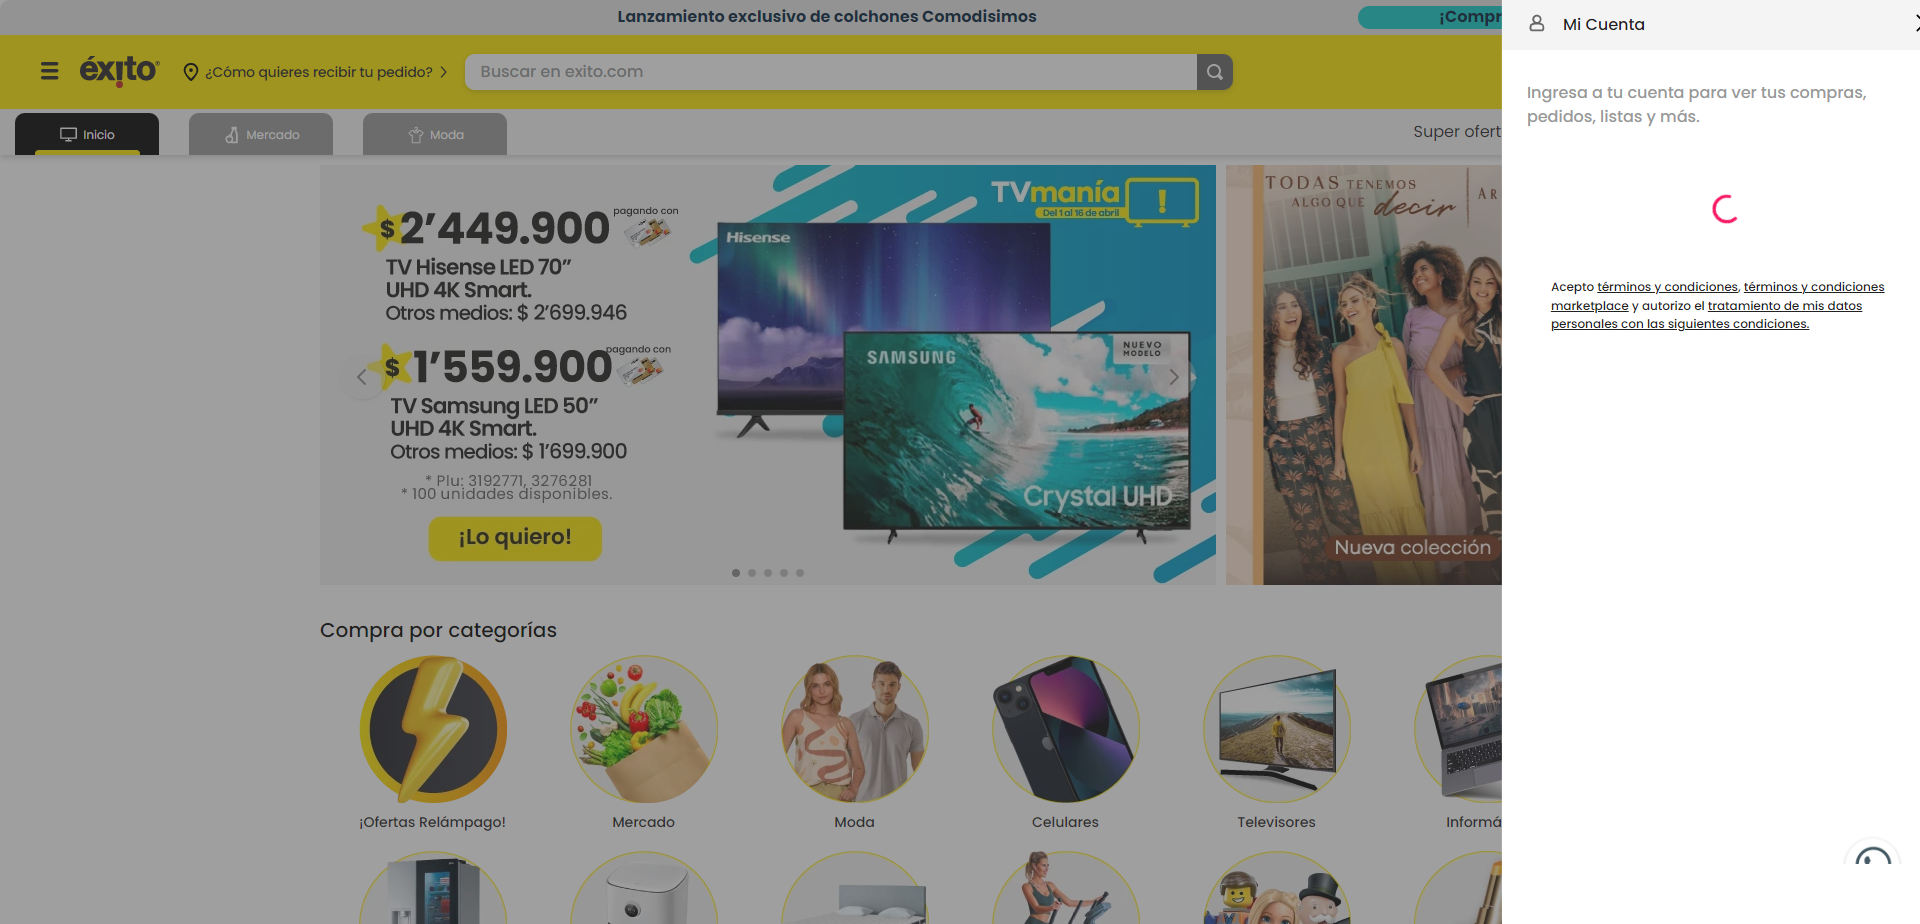 Lanzamiento exclusivo de colchones Comodisimos
¡Compr
Mi Cuenta
éxito
¿Cómo quieres recibir tu pedido?
Buscar en exito.com
Inicio
Mercado
Moda
Super ofert
Ingresa a tu cuenta para ver tus compras,
pedidos, listas y más.
Acepto términos y condiciones, términos y condiciones
marketplace y autorizo el tratamiento de mis datos
personales con las siguientes condiciones.
$2'449.900
pagando con
TV Hisense LED 70”
UHD 4K Smart.
Otros medios: $ 2'699.946
$1'559.900
pagando con
TV Samsung LED 50”
UHD 4K Smart.
Otros medios: $ 1'699.900
* Plu: 3192771, 3276281
* 100 unidades disponibles.
¡Lo quiero!
TVmanía
Del 1 al 16 de abril
!
Hisense
SAMSUNG
NUEVO
MODELO
Crystal UHD
TODAS TENEMOS
ALGO QUE decir
AR
Nueva colección
Compra por categorías
¡Ofertas Relámpago!
Mercado
Moda
Celulares
Televisores
Informá